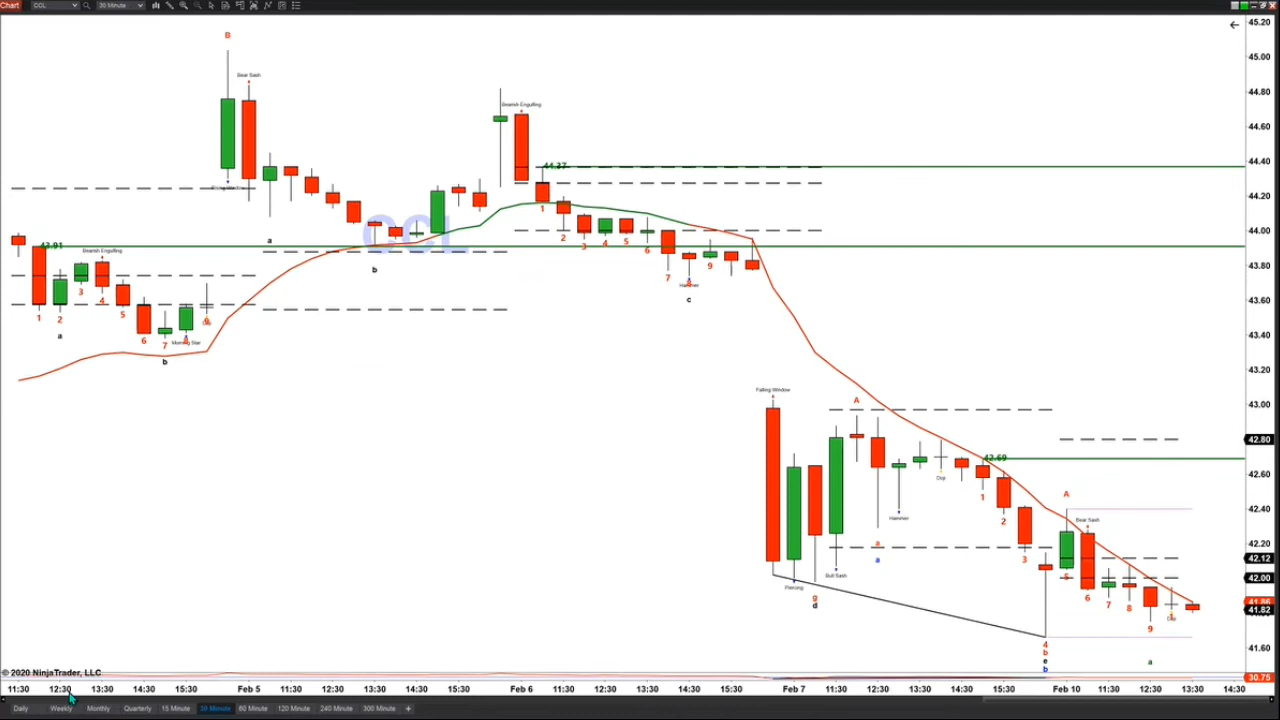 Chart CCL 30 Minute
45.20
B
45.00
Bear Sash
44.80
Bearish Engulfing
44.60
44.37
44.40
44.20
1
CCL
a
2 3 4 5 6
44.00
43.91
Bearish Engulfing
b
7 9
43.80
Hammer
c
3 4
43.60
1 2 5
a
6 7 Morning Star
43.40
b
43.20
Falling Window
43.00
A
42.80
42.69
42.60
Doji
1
A
Hammer
2
42.40
Bear Sash
42.20
a
3
42.12
a
Bull Sash
5
42.00
Piercing
g
6 7 8
41.86
d
9
41.82
4
b
41.60
e
a
b
© 2020 NinjaTrader, LLC
30.75
11:30 12:30 13:30 14:30 15:30 Feb 5 11:30 12:30 13:30 14:30 15:30 Feb 6 11:30 12:30 13:30 14:30 15:30 Feb 7 11:30 12:30 13:30 14:30 15:30 Feb 10 11:30 12:30 13:30 14:30
Daily Weekly Monthly Quarterly 15 Minute 30 Minute 60 Minute 120 Minute 240 Minute 300 Minute +